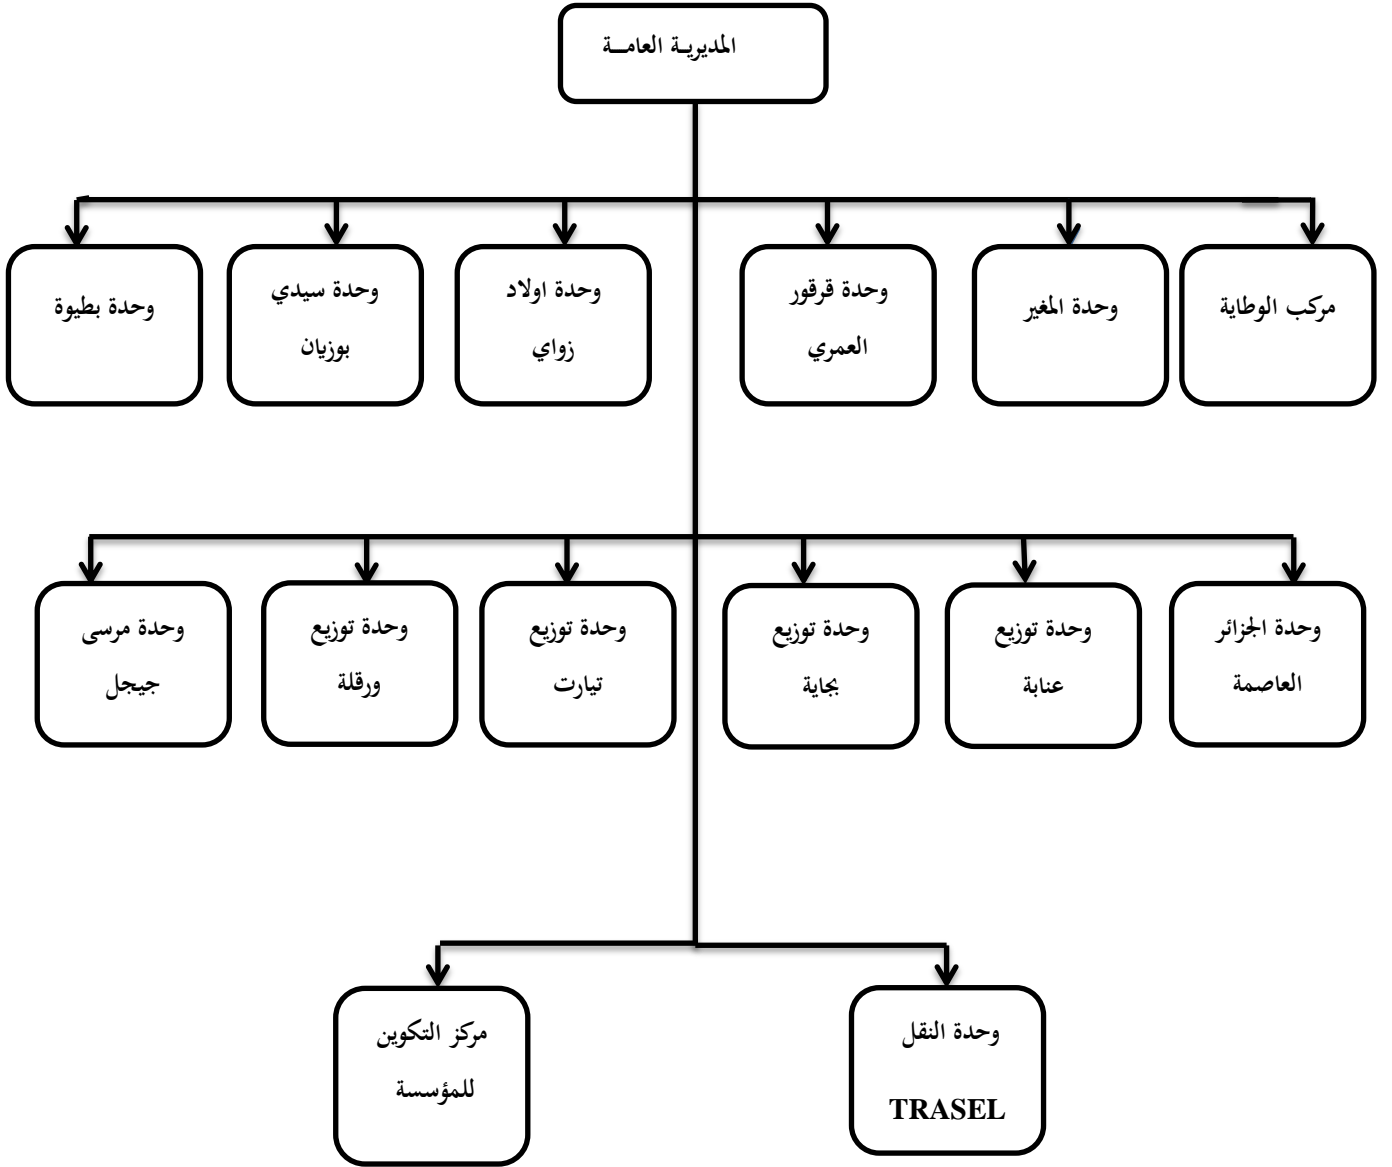 المديرية العامة
مركب الوطاية
وحدة المغير
وحدة قرقور
العمري
وحدة اولاد
زواي
وحدة سيدي
بوزيان
وحدة بطيوة
وحدة الجزائر
العاصمة
وحدة توزيع
عنابة
وحدة توزيع
بجاية
وحدة توزيع
تيارت
وحدة توزيع
ورقلة
وحدة مرسى
جيجل
وحدة النقل
TRASEL
مركز التكوين
للمؤسسة